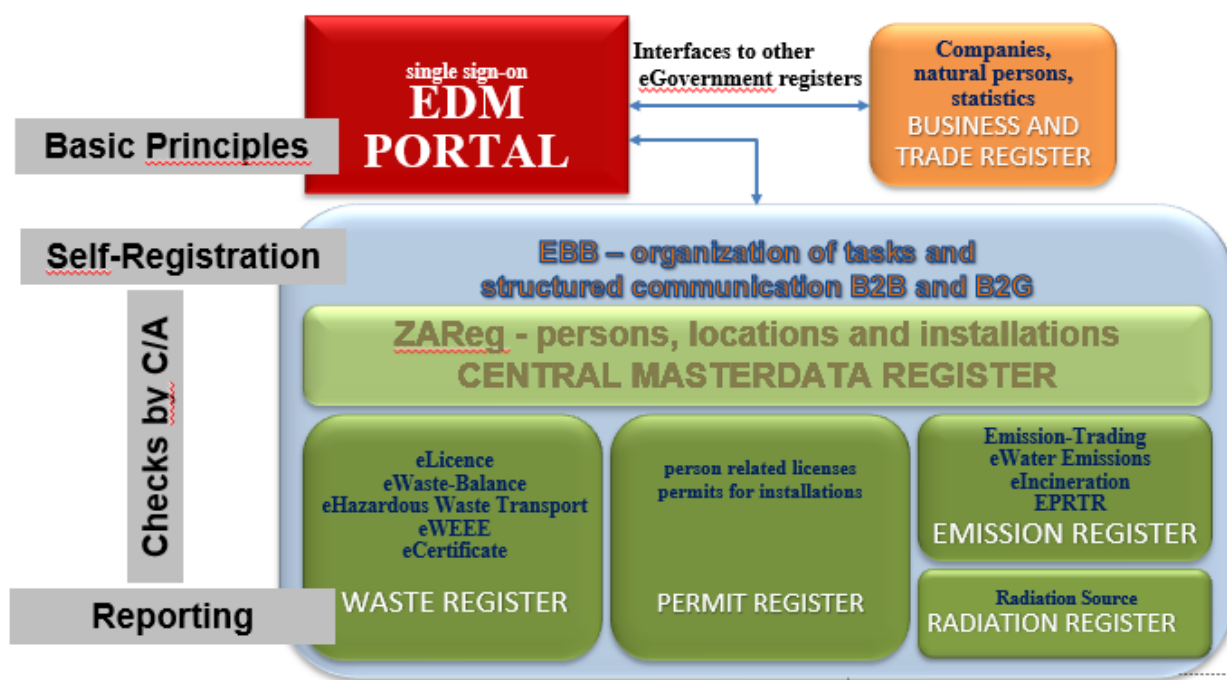 single sign-on
EDM
PORTAL
Interfaces to other
eGovernment registers
Companies,
natural persons,
statistics
BUSINESS AND
TRADE REGISTER
Basic Principles
Self-Registration
EBB – organization of tasks and
structured communication B2B and B2G
ZAReg - persons, locations and installations
CENTRAL MASTERDATA REGISTER
Checks by C/A
eLicence
eWaste-Balance
eHazardous Waste Transport
eWEEE
eCertificate
WASTE REGISTER
person related licenses
permits for installations
PERMIT REGISTER
Emission-Trading
eWater Emissions
eIncineration
EPRTR
EMISSION REGISTER
Radiation Source
RADIATION REGISTER
Reporting